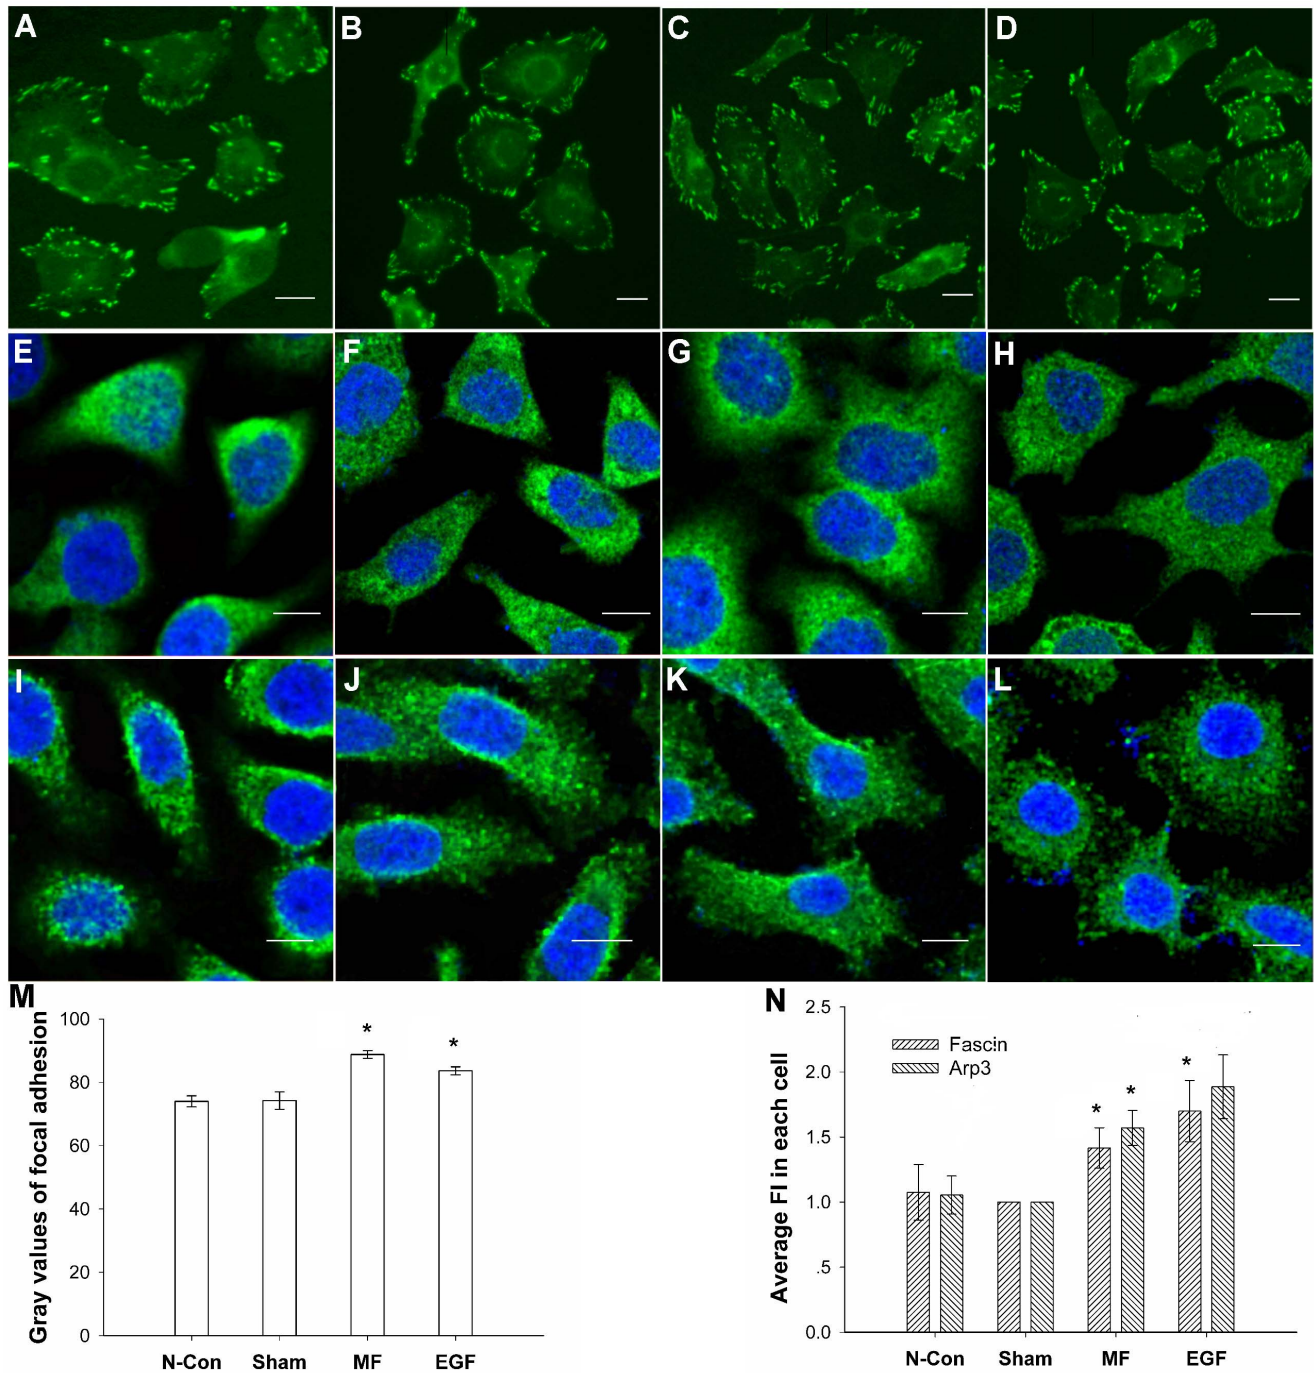 A
B
C
D
E
F
G
H
I
J
K
L
M
Gray values of focal adhesion
100
80
60
40
20
0
*
*
N-Con Sham MF EGF
N
Average FI in each cell
2.5
2.0
1.5
1.0
.5
0.0
Fascin
Arp3
*
*
*
N-Con Sham MF EGF